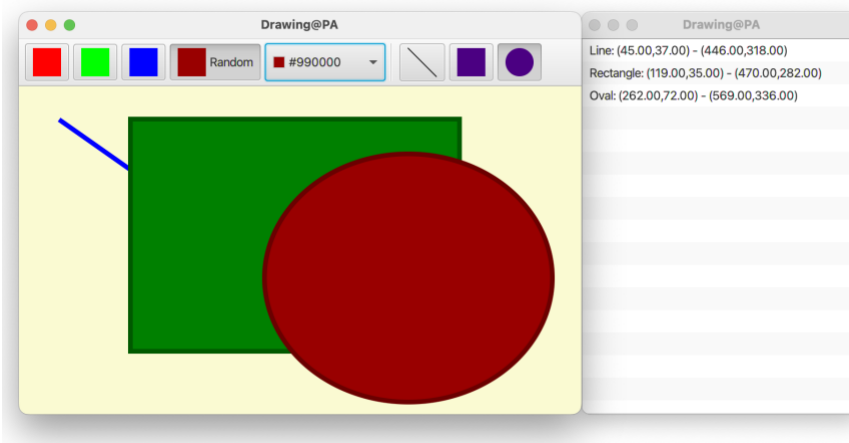 Drawing@PA
Random
#990000
Drawing@PA
Line: (45.00,37.00) - (446.00,318.00)
Rectangle: (119.00,35.00) - (470.00,282.00)
Oval: (262.00,72.00) - (569.00,336.00)